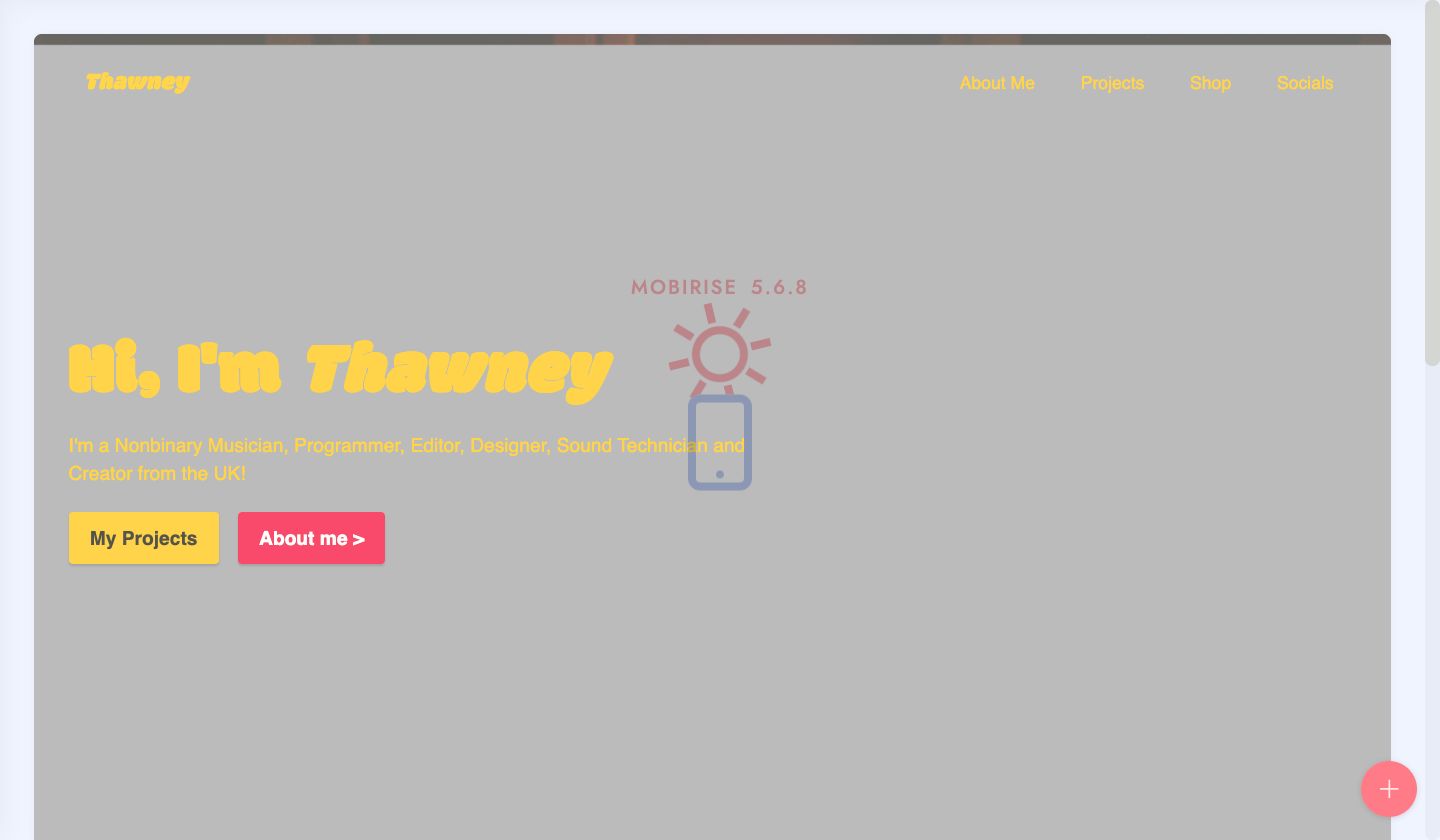 Thawney
About Me Projects Shop Socials
MOBIRISE 5.6.8
Hi, I'm Thawney
I'm a Nonbinary Musician, Programmer, Editor, Designer, Sound Technician and
Creator from the UK!
My Projects About me >